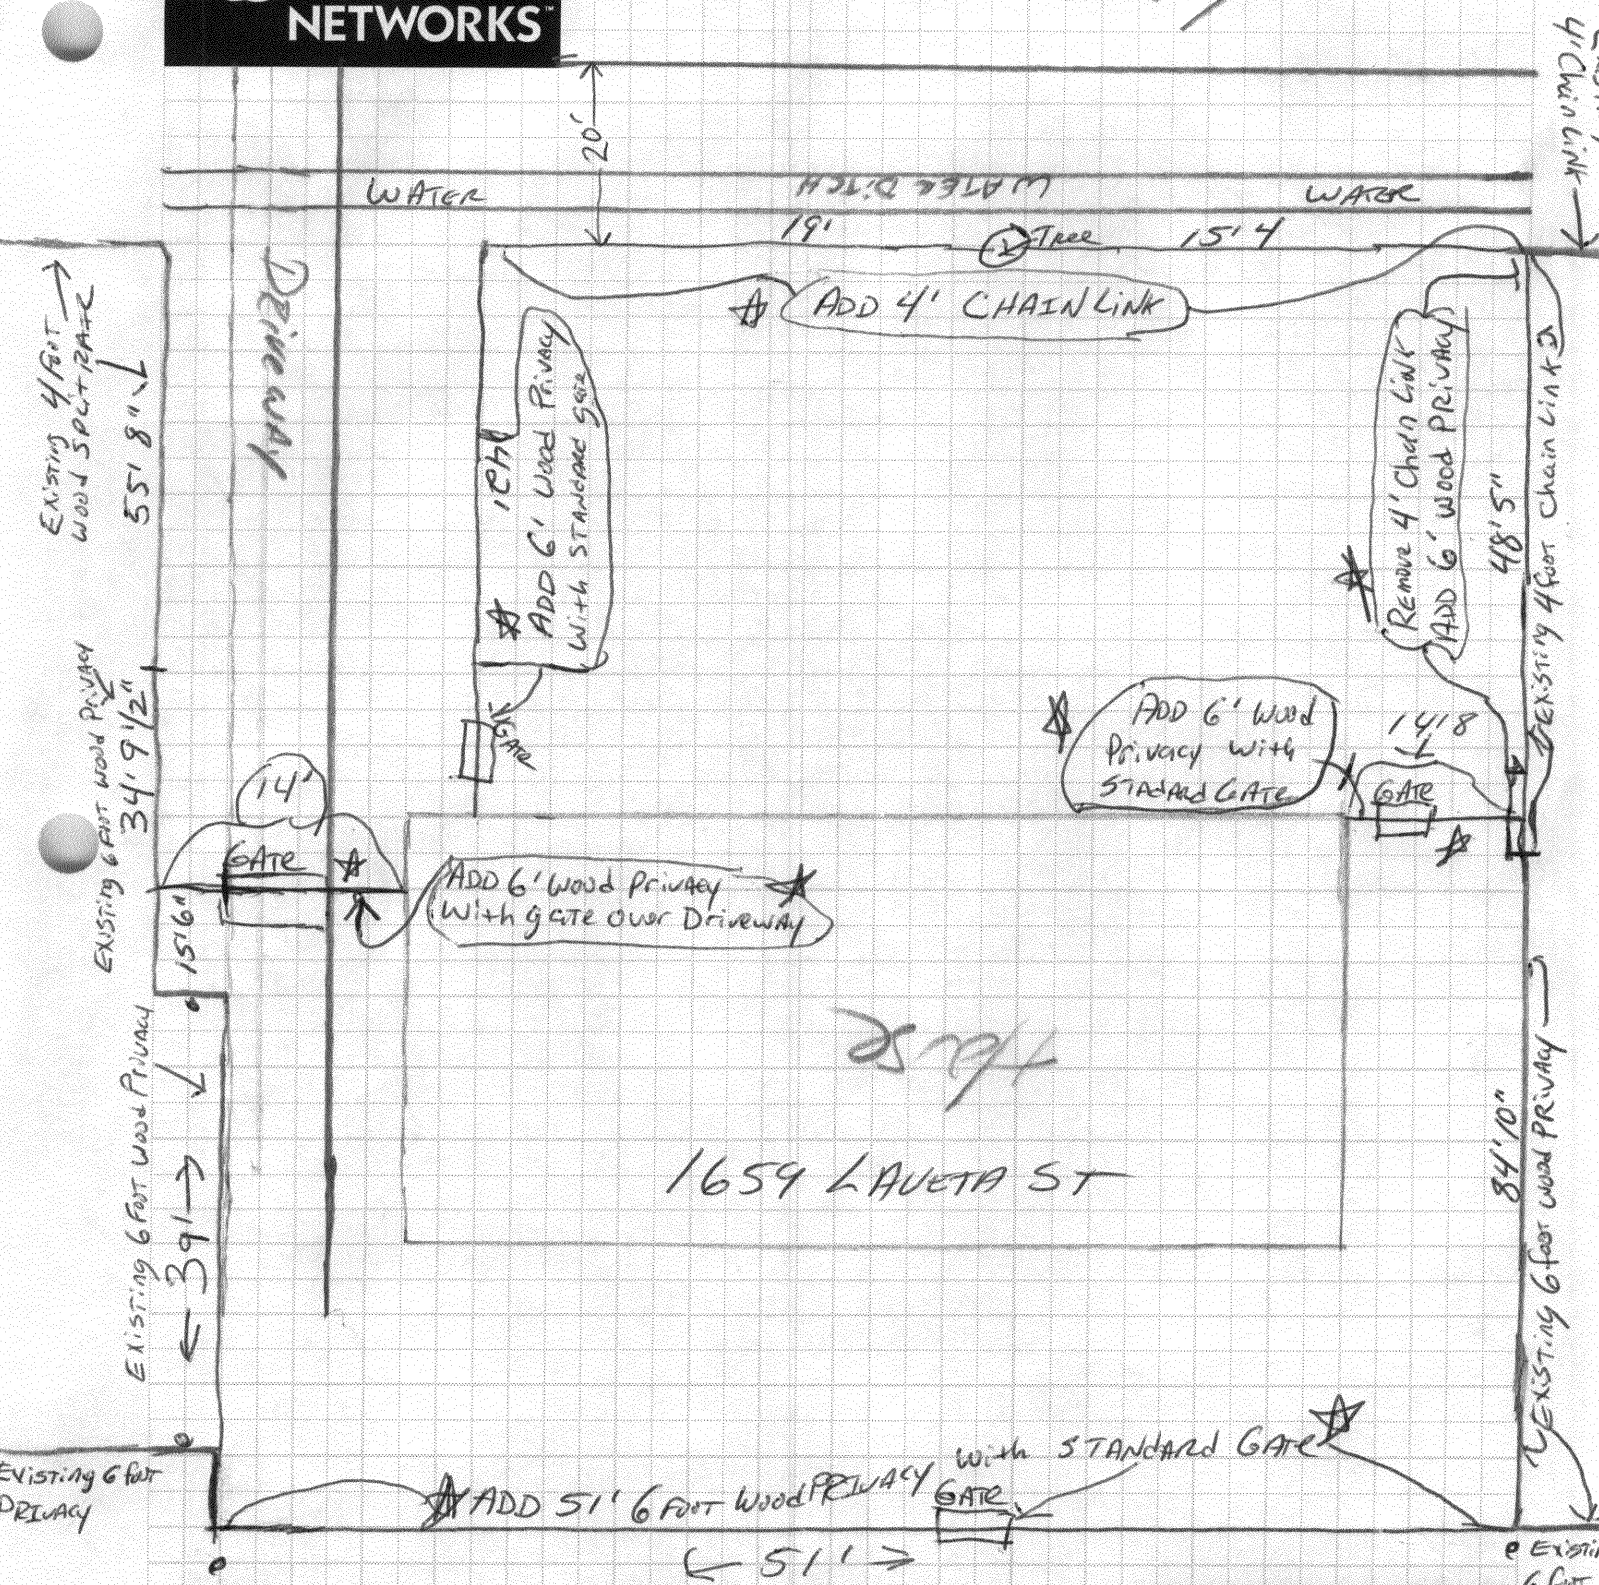 NETWORKS™
4' Chain Link
20'
WATER
WATER DITCH
WATER
19'
Tree
15'4
ADD 4' CHAIN LINK
DRiveway
Existing 4 FOOT
WOOD SPLIT RAIL
55' 8"
ADD 6' Wood Privacy
With STANDARD gate
GATE
Remove 4' Chain Link
ADD 6' Wood PRIVACY
48'5"
EXISTING 4 foot Chain Link
EXISTING 6 FOOT WOOD PRIVACY
34' 9 1/2"
ADD 6' Wood
Privacy With
STANDARD GATE
14'8
GATE
14'
GATE
ADD 6' Wood Privacy
With gate over Driveway
15'6"
House
1659 LAVETA ST
Existing 6 FOOT Wood PRIVACY
39'
84'10"
EXISTING 6 foot wood PRIVACY
With STANDARD GATE
ADD 51' 6 FOOT Wood PRIVACY
GATE
51'
EXISTING 6 foot
PRIVACY
EXISTIN
6 foot